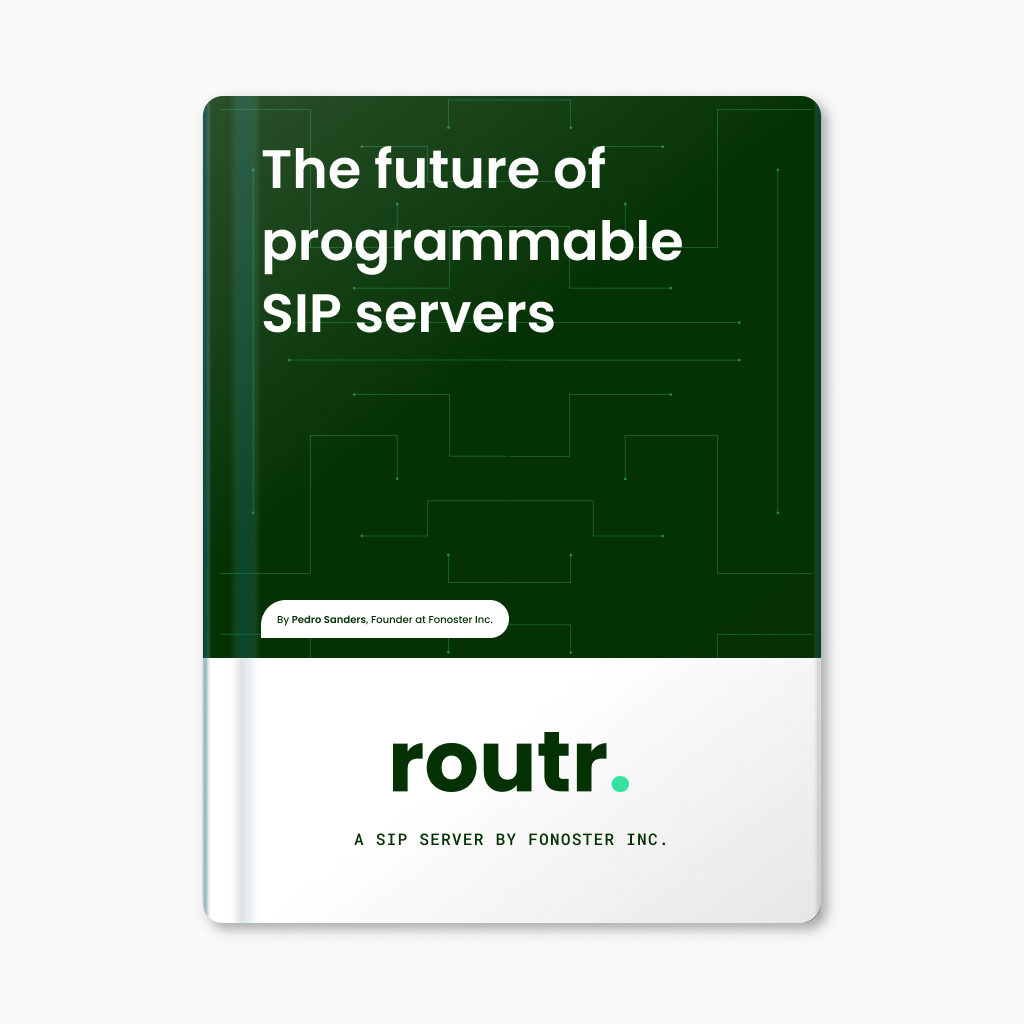 The future of
programmable
SIP servers
By Pedro Sanders, Founder at Fonoster Inc.
routr.
A SIP SERVER BY FONOSTER INC.